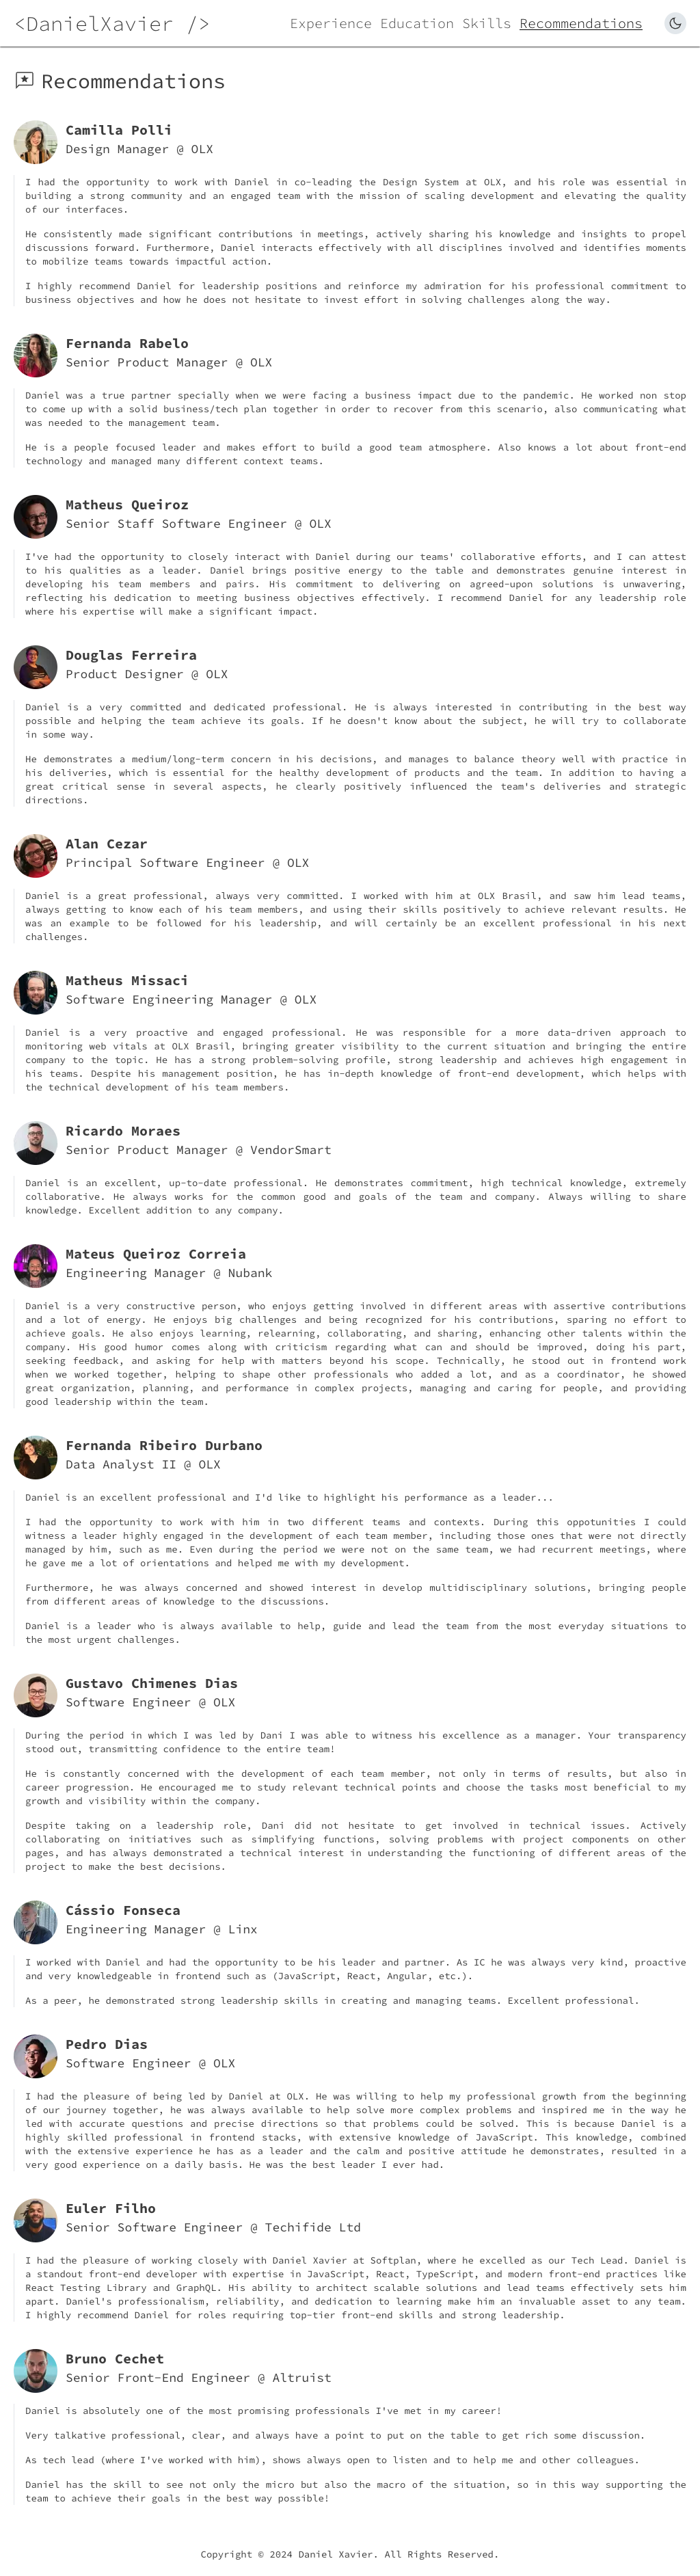 <DanielXavier />
Experience Education Skills Recommendations
Recommendations
Camilla Polli
Design Manager @ OLX
I had the opportunity to work with Daniel in co-leading the Design System at OLX, and his role was essential in
building a strong community and an engaged team with the mission of scaling development and elevating the quality
of our interfaces.
He consistently made significant contributions in meetings, actively sharing his knowledge and insights to propel
discussions forward. Furthermore, Daniel interacts effectively with all disciplines involved and identifies moments
to mobilize teams towards impactful action.
I highly recommend Daniel for leadership positions and reinforce my admiration for his professional commitment to
business objectives and how he does not hesitate to invest effort in solving challenges along the way.
Fernanda Rabelo
Senior Product Manager @ OLX
Daniel was a true partner specially when we were facing a business impact due to the pandemic. He worked non stop
to come up with a solid business/tech plan together in order to recover from this scenario, also communicating what
was needed to the management team.
He is a people focused leader and makes effort to build a good team atmosphere. Also knows a lot about front-end
technology and managed many different context teams.
Matheus Queiroz
Senior Staff Software Engineer @ OLX
I've had the opportunity to closely interact with Daniel during our teams' collaborative efforts, and I can attest
to his qualities as a leader. Daniel brings positive energy to the table and demonstrates genuine interest in
developing his team members and pairs. His commitment to delivering on agreed-upon solutions is unwavering,
reflecting his dedication to meeting business objectives effectively. I recommend Daniel for any leadership role
where his expertise will make a significant impact.
Douglas Ferreira
Product Designer @ OLX
Daniel is a very committed and dedicated professional. He is always interested in contributing in the best way
possible and helping the team achieve its goals. If he doesn't know about the subject, he will try to collaborate
in some way.
He demonstrates a medium/long-term concern in his decisions, and manages to balance theory well with practice in
his deliveries, which is essential for the healthy development of products and the team. In addition to having a
great critical sense in several aspects, he clearly positively influenced the team's deliveries and strategic
directions.
Alan Cezar
Principal Software Engineer @ OLX
Daniel is a great professional, always very committed. I worked with him at OLX Brasil, and saw him lead teams,
always getting to know each of his team members, and using their skills positively to achieve relevant results. He
was an example to be followed for his leadership, and will certainly be an excellent professional in his next
challenges.
Matheus Missaci
Software Engineering Manager @ OLX
Daniel is a very proactive and engaged professional. He was responsible for a more data-driven approach to
monitoring web vitals at OLX Brasil, bringing greater visibility to the current situation and bringing the entire
company to the topic. He has a strong problem-solving profile, strong leadership and achieves high engagement in
his teams. Despite his management position, he has in-depth knowledge of front-end development, which helps with
the technical development of his team members.
Ricardo Moraes
Senior Product Manager @ VendorSmart
Daniel is an excellent, up-to-date professional. He demonstrates commitment, high technical knowledge, extremely
collaborative. He always works for the common good and goals of the team and company. Always willing to share
knowledge. Excellent addition to any company.
Mateus Queiroz Correia
Engineering Manager @ Nubank
Daniel is a very constructive person, who enjoys getting involved in different areas with assertive contributions
and a lot of energy. He enjoys big challenges and being recognized for his contributions, sparing no effort to
achieve goals. He also enjoys learning, relearning, collaborating, and sharing, enhancing other talents within the
company. His good humor comes along with criticism regarding what can and should be improved, doing his part,
seeking feedback, and asking for help with matters beyond his scope. Technically, he stood out in frontend work
when we worked together, helping to shape other professionals who added a lot, and as a coordinator, he showed
great organization, planning, and performance in complex projects, managing and caring for people, and providing
good leadership within the team.
Fernanda Ribeiro Durbano
Data Analyst II @ OLX
Daniel is an excellent professional and I'd like to highlight his performance as a leader...
I had the opportunity to work with him in two different teams and contexts. During this oppotunities I could
witness a leader highly engaged in the development of each team member, including those ones that were not directly
managed by him, such as me. Even during the period we were not on the same team, we had recurrent meetings, where
he gave me a lot of orientations and helped me with my development.
Furthermore, he was always concerned and showed interest in develop multidisciplinary solutions, bringing people
from different areas of knowledge to the discussions.
Daniel is a leader who is always available to help, guide and lead the team from the most everyday situations to
the most urgent challenges.
Gustavo Chimenes Dias
Software Engineer @ OLX
During the period in which I was led by Dani I was able to witness his excellence as a manager. Your transparency
stood out, transmitting confidence to the entire team!
He is constantly concerned with the development of each team member, not only in terms of results, but also in
career progression. He encouraged me to study relevant technical points and choose the tasks most beneficial to my
growth and visibility within the company.
Despite taking on a leadership role, Dani did not hesitate to get involved in technical issues. Actively
collaborating on initiatives such as simplifying functions, solving problems with project components on other
pages, and has always demonstrated a technical interest in understanding the functioning of different areas of the
project to make the best decisions.
Cássio Fonseca
Engineering Manager @ Linx
I worked with Daniel and had the opportunity to be his leader and partner. As IC he was always very kind, proactive
and very knowledgeable in frontend such as (JavaScript, React, Angular, etc.).
As a peer, he demonstrated strong leadership skills in creating and managing teams. Excellent professional.
Pedro Dias
Software Engineer @ OLX
I had the pleasure of being led by Daniel at OLX. He was willing to help my professional growth from the beginning
of our journey together, he was always available to help solve more complex problems and inspired me in the way he
led with accurate questions and precise directions so that problems could be solved. This is because Daniel is a
highly skilled professional in frontend stacks, with extensive knowledge of JavaScript. This knowledge, combined
with the extensive experience he has as a leader and the calm and positive attitude he demonstrates, resulted in a
very good experience on a daily basis. He was the best leader I ever had.
Euler Filho
Senior Software Engineer @ Techifide Ltd
I had the pleasure of working closely with Daniel Xavier at Softplan, where he excelled as our Tech Lead. Daniel is
a standout front-end developer with expertise in JavaScript, React, TypeScript, and modern front-end practices like
React Testing Library and GraphQL. His ability to architect scalable solutions and lead teams effectively sets him
apart. Daniel's professionalism, reliability, and dedication to learning make him an invaluable asset to any team.
I highly recommend Daniel for roles requiring top-tier front-end skills and strong leadership.
Bruno Cechet
Senior Front-End Engineer @ Altruist
Daniel is absolutely one of the most promising professionals I've met in my career!
Very talkative professional, clear, and always have a point to put on the table to get rich some discussion.
As tech lead (where I've worked with him), shows always open to listen and to help me and other colleagues.
Daniel has the skill to see not only the micro but also the macro of the situation, so in this way supporting the
team to achieve their goals in the best way possible!
Copyright © 2024 Daniel Xavier. All Rights Reserved.